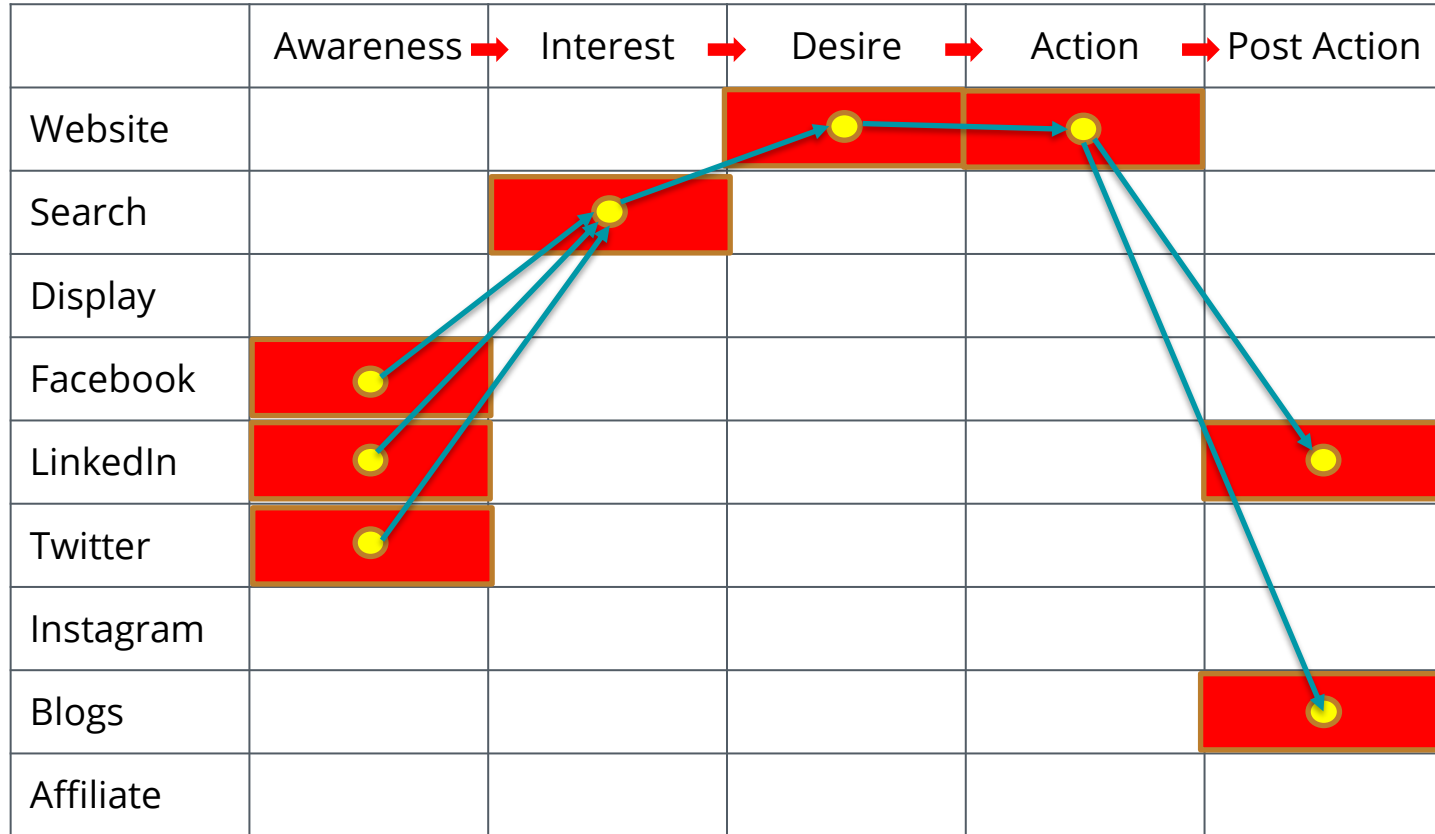 Awareness Interest Desire Action Post Action
Website
Search
Display
Facebook
LinkedIn
Twitter
Instagram
Blogs
Affiliate